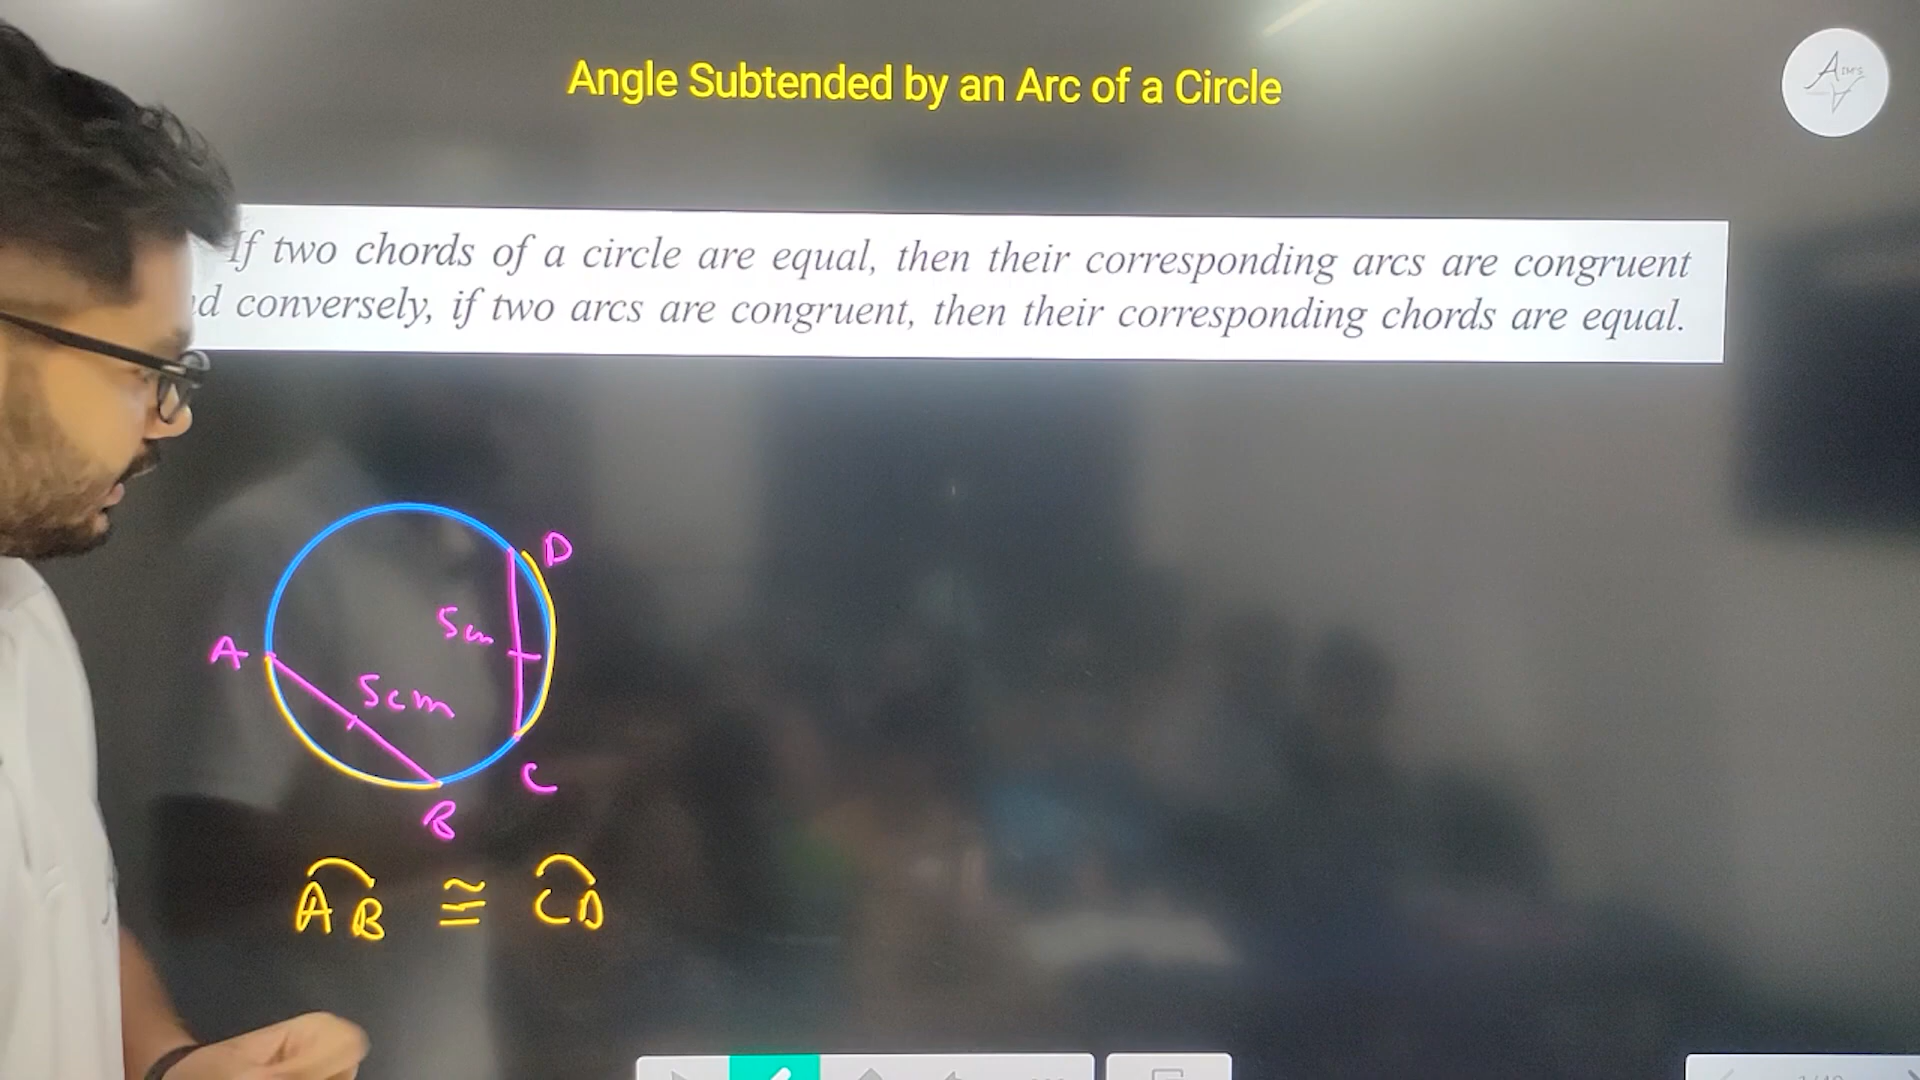 Angle Subtended by an Arc of a Circle
AIM'S
If two chords of a circle are equal, then their corresponding arcs are congruent
d conversely, if two arcs are congruent, then their corresponding chords are equal.
D
5cm
A
5cm
C
B
AB ≅ CD